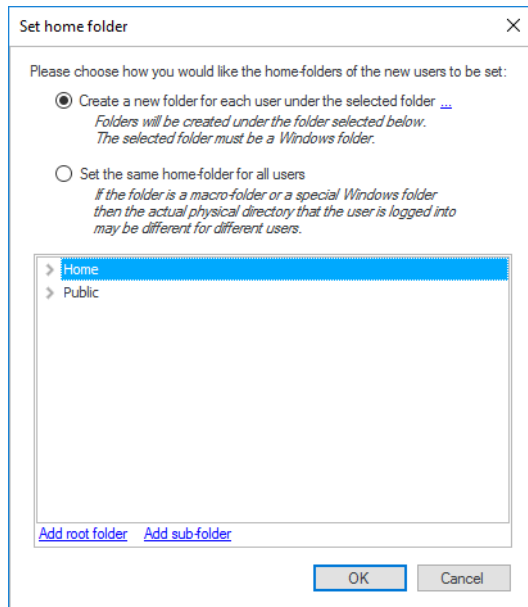 Set home folder
Please choose how you would like the home-folders of the new users to be set:
Create a new folder for each user under the selected folder ...
Folders will be created under the folder selected below.
The selected folder must be a Windows folder.
Set the same home-folder for all users
If the folder is a macro-folder or a special Windows folder
then the actual physical directory that the user is logged into
may be different for different users.
Home
Public
Add root folder Add sub-folder
OK Cancel